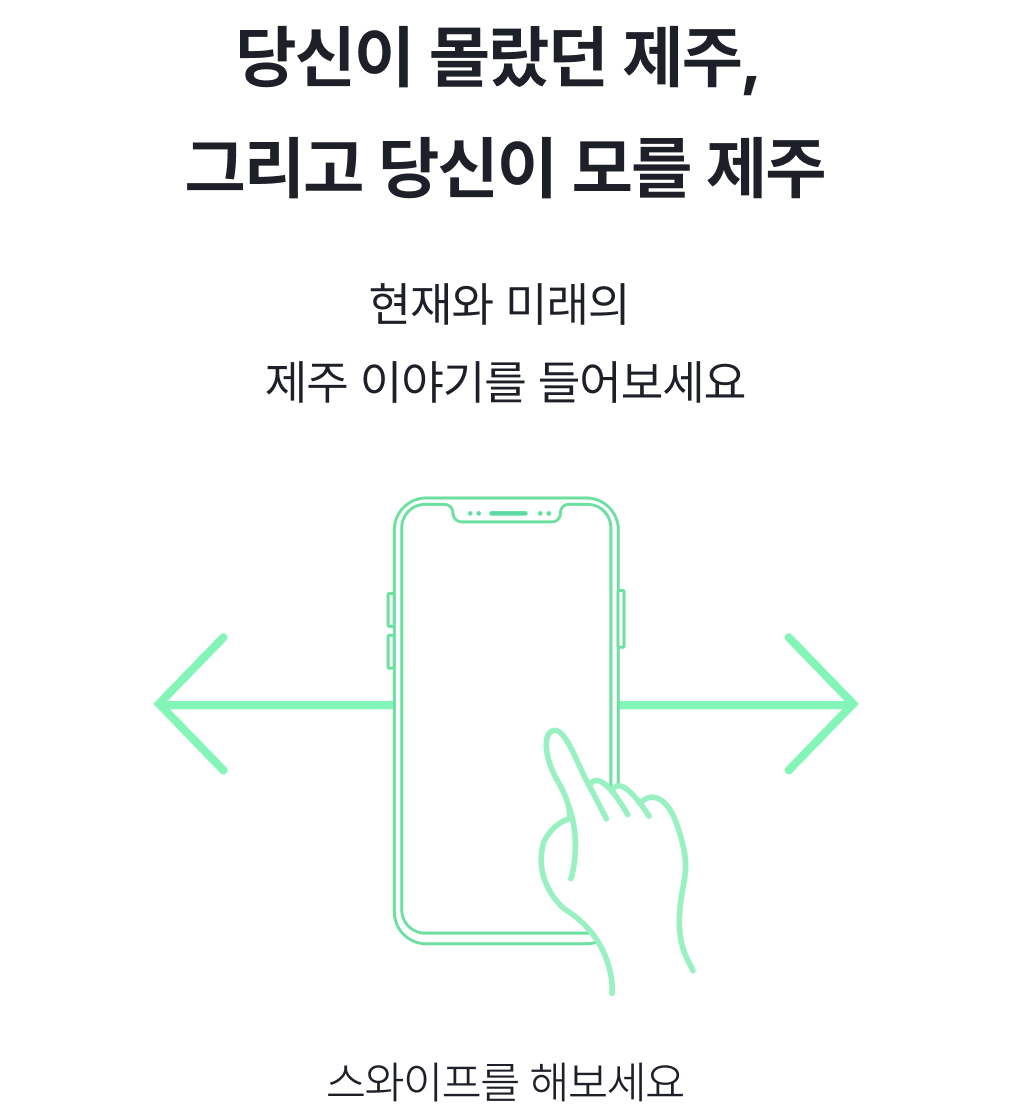 당신이 몰랐던 제주,
그리고 당신이 모를 제주
현재와 미래의
제주 이야기를 들어보세요
스와이프를 해보세요